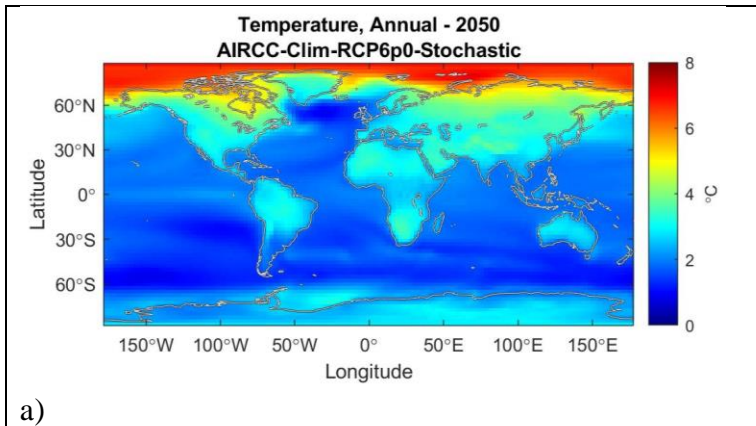 Temperature, Annual - 2050
AIRCC-Clim-RCP6p0-Stochastic
8
6
4
2
0
°C
60°N
30°N
0°
30°S
60°S
Latitude
150°W 100°W 50°W 0° 50°E 100°E 150°E
Longitude
a)